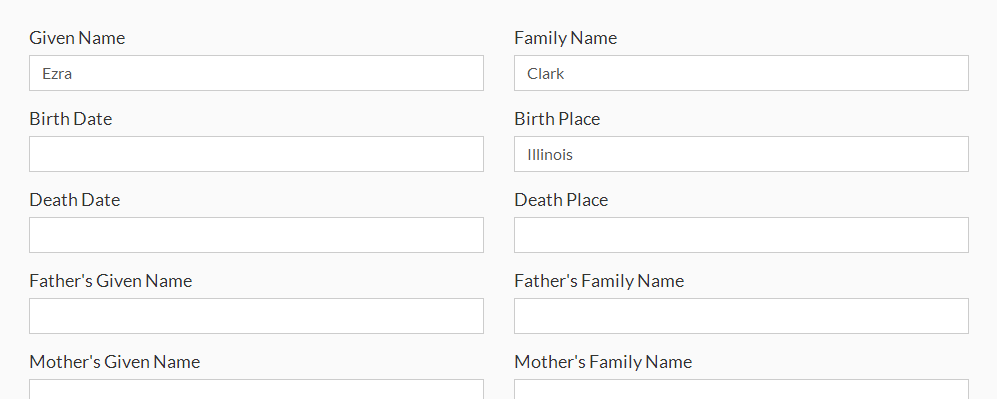 Given Name
Family Name
Ezra
Clark
Birth Date
Birth Place
Illinois
Death Date
Death Place
Father's Given Name
Father's Family Name
Mother's Given Name
Mother's Family Name